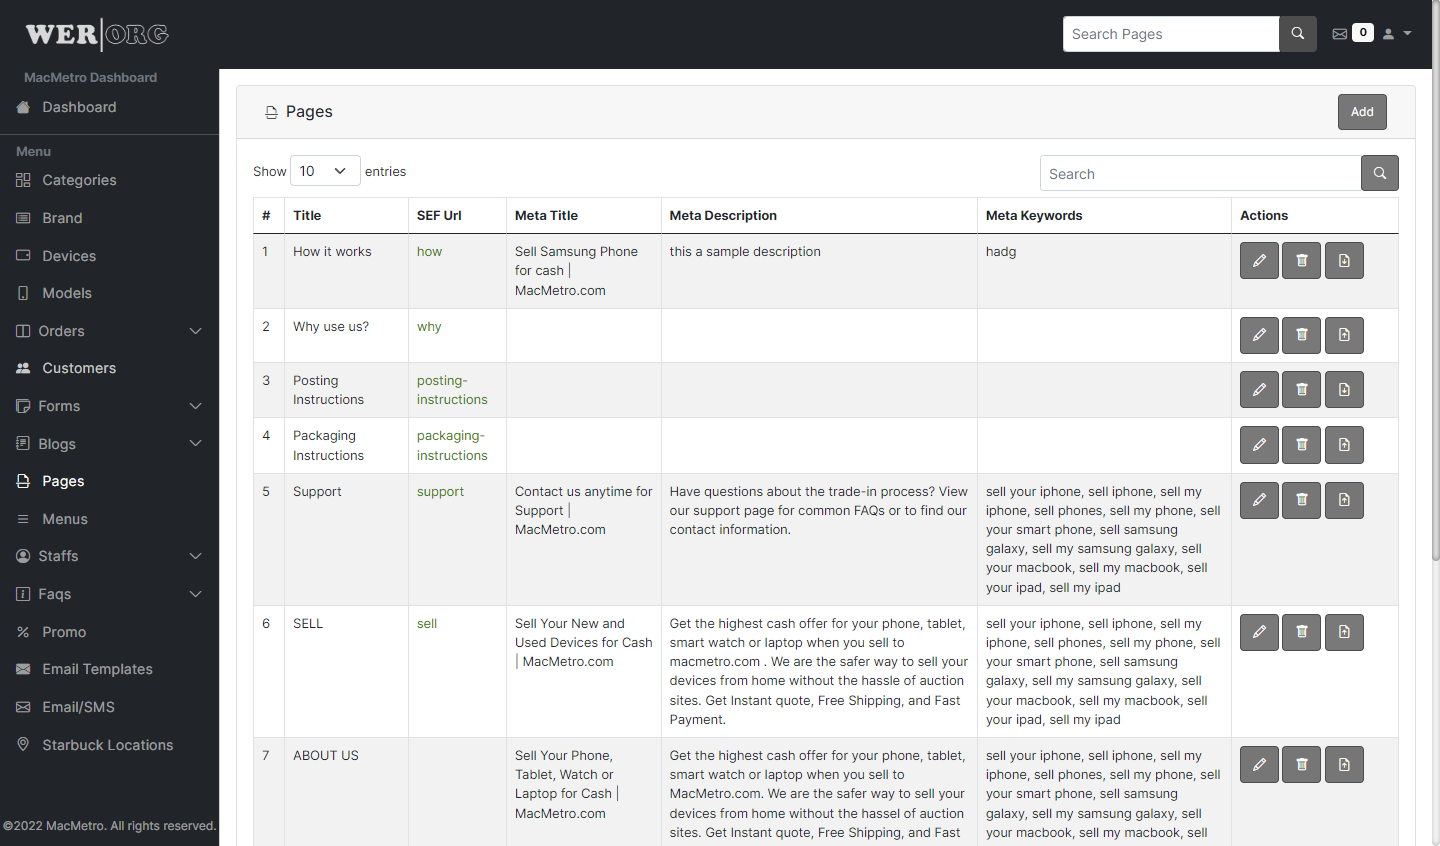 WER|ORG
Search Pages
0
MacMetro Dashboard
Dashboard
Menu
Categories
Brand
Devices
Models
Orders
Customers
Forms
Blogs
Pages
Menus
Staffs
Faqs
Promo
Email Templates
Email/SMS
Starbuck Locations
©2022 MacMetro. All rights reserved.
Pages
Add
Show 10 entries
Search
# Title SEF Url Meta Title Meta Description Meta Keywords Actions
1 How it works how Sell Samsung Phone this a sample description hadg
for cash |
MacMetro.com
2 Why use us? why
3 Posting posting-
Instructions instructions
4 Packaging packaging-
Instructions instructions
5 Support support Contact us anytime for Have questions about the trade-in process? View sell your iphone, sell iphone, sell my
Support | our support page for common FAQs or to find our iphone, sell phones, sell my phone, sell
MacMetro.com contact information. your smart phone, sell samsung
galaxy, sell my samsung galaxy, sell
your macbook, sell my macbook, sell
your ipad, sell my ipad
6 SELL sell Sell Your New and Get the highest cash offer for your phone, tablet, sell your iphone, sell iphone, sell my
Used Devices for Cash smart watch or laptop when you sell to iphone, sell phones, sell my phone, sell
| MacMetro.com macmetro.com . We are the safer way to sell your your smart phone, sell samsung
devices from home without the hassle of auction galaxy, sell my samsung galaxy, sell
sites. Get Instant quote, Free Shipping, and Fast your macbook, sell my macbook, sell
Payment. your ipad, sell my ipad
7 ABOUT US Sell Your Phone, Get the highest cash offer for your phone, tablet, sell your iphone, sell iphone, sell my
Tablet, Watch or smart watch or laptop when you sell to iphone, sell phones, sell my phone, sell
Laptop for Cash | MacMetro.com. We are the safer way to sell your your smart phone, sell samsung
MacMetro.com devices from home without the hassel of auction galaxy, sell my samsung galaxy, sell
sites. Get Instant quote, Free Shipping, and Fast your macbook, sell my macbook, sell